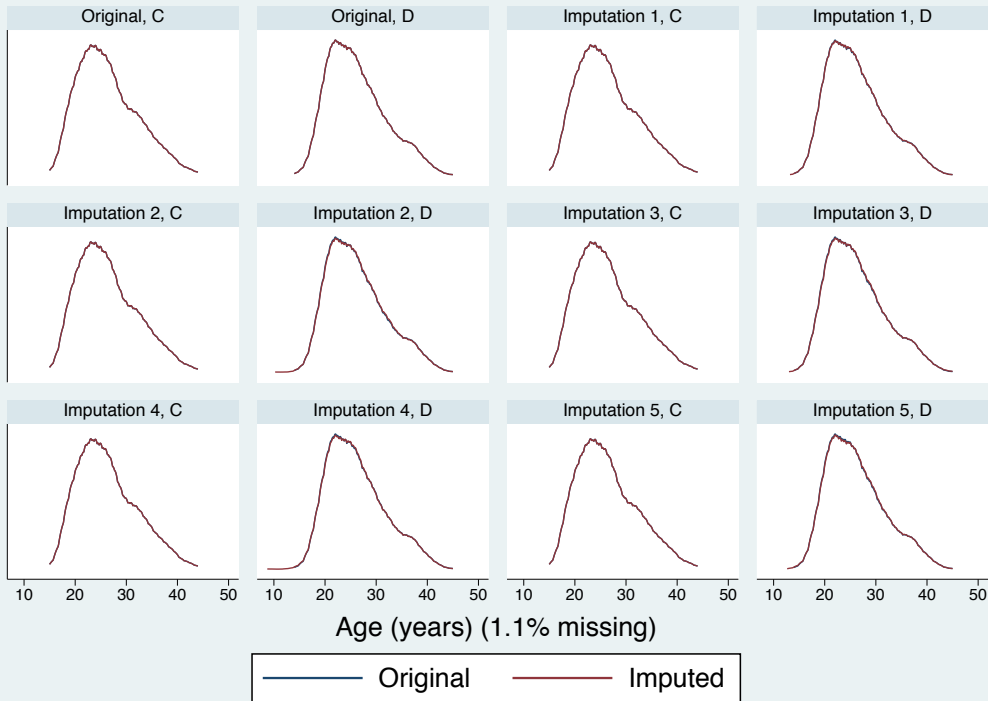 Original, C
Original, D
Imputation 1, C
Imputation 1, D
Imputation 2, C
Imputation 2, D
Imputation 3, C
Imputation 3, D
Imputation 4, C
Imputation 4, D
Imputation 5, C
Imputation 5, D
10 20 30 40 50 10 20 30 40 50 10 20 30 40 50 10 20 30 40 50
Age (years) (1.1% missing)
Original Imputed